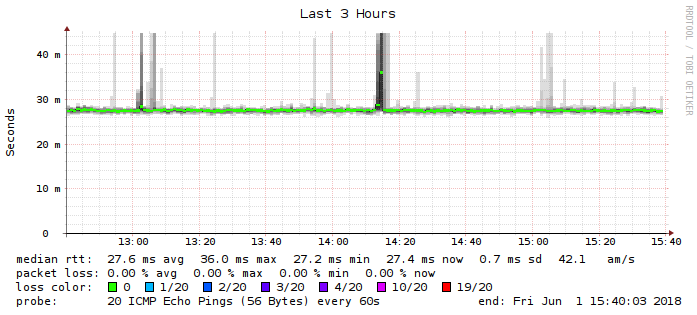 Last 3 Hours
RRDTOOL / TOBI OETIKER
Seconds
40 m
30 m
20 m
10 m
0
13:00 13:20 13:40 14:00 14:20 14:40 15:00 15:20 15:40
median rtt: 27.6 ms avg 36.0 ms max 27.2 ms min 27.4 ms now 0.7 ms sd 42.1 am/s
packet loss: 0.00 % avg 0.00 % max 0.00 % min 0.00 % now
loss color: 0 1/20 2/20 3/20 4/20 10/20 19/20
probe: 20 ICMP Echo Pings (56 Bytes) every 60s end: Fri Jun 1 15:40:03 2018